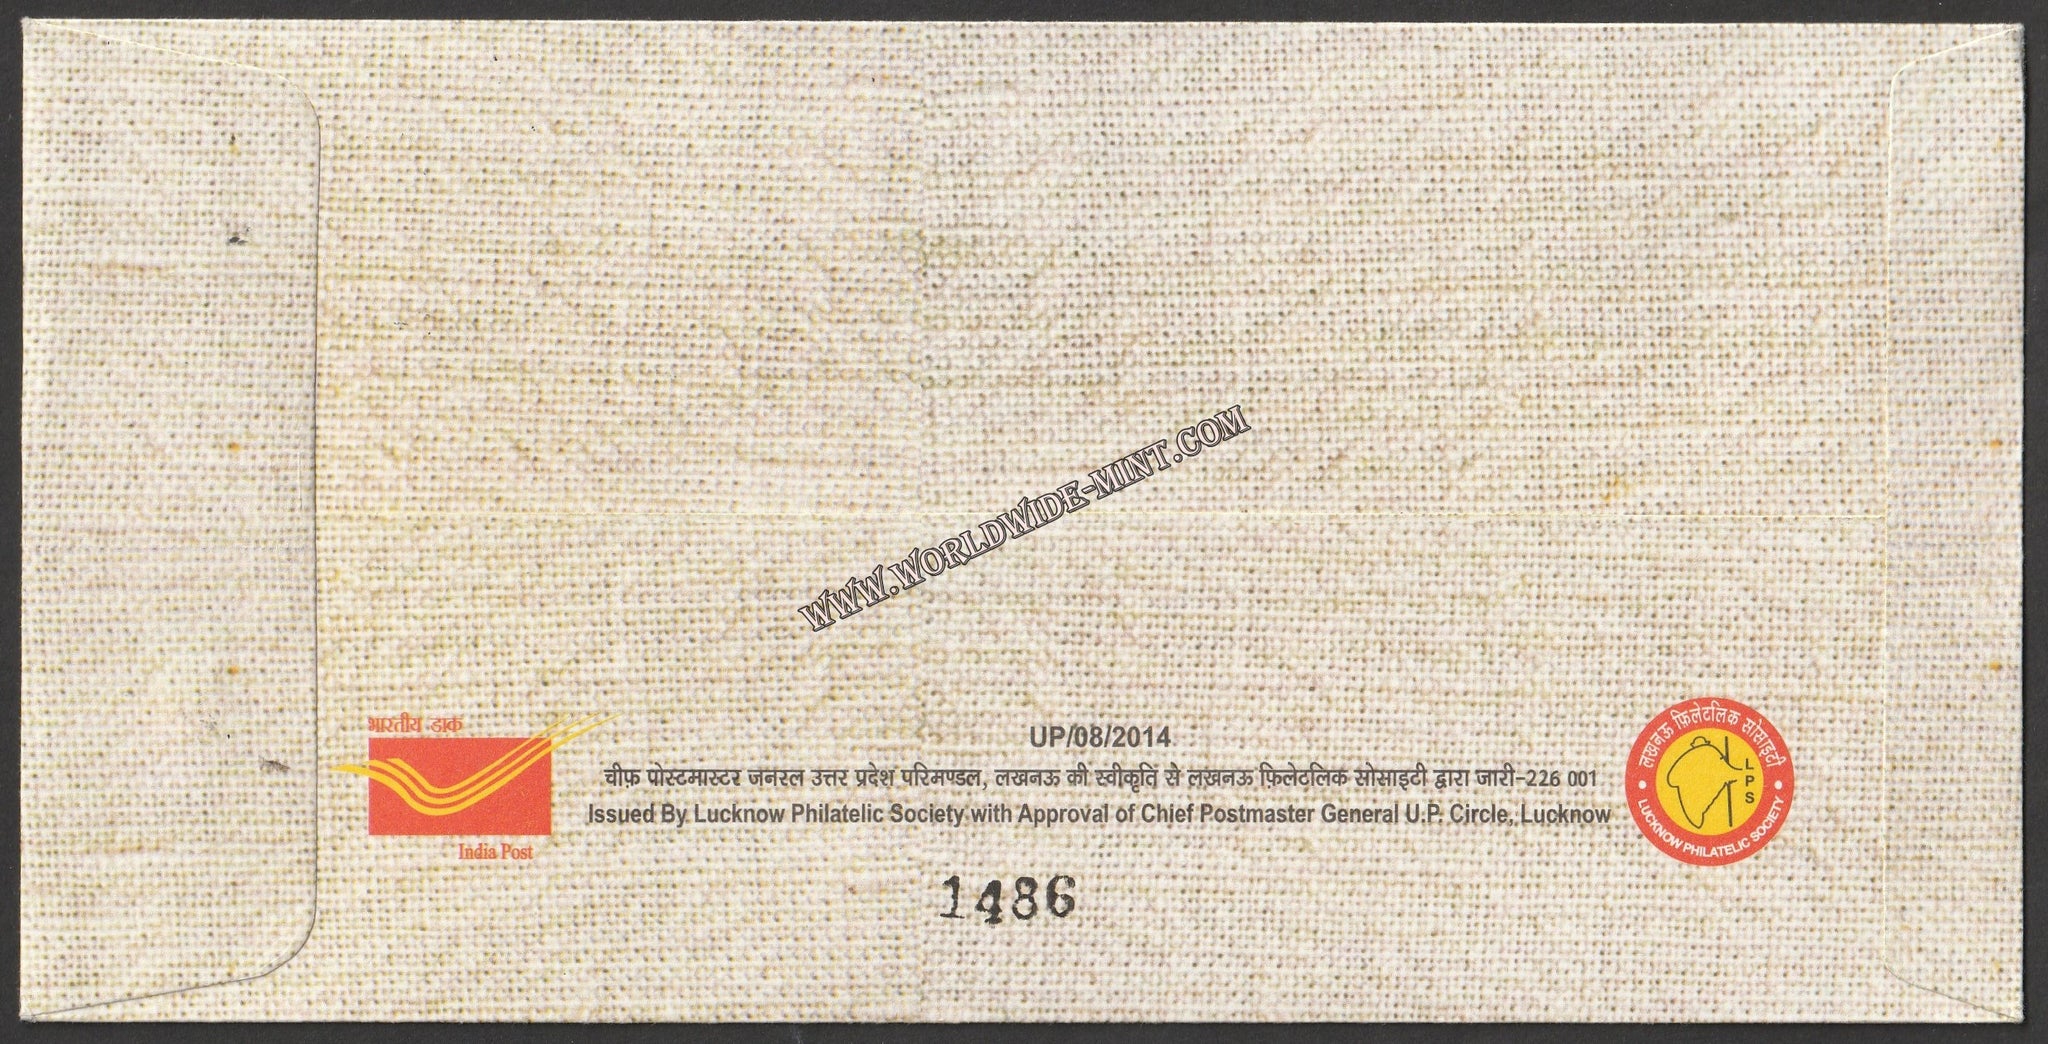 WWW.WORLDWIDE-MINT.COM
भारतीय डाक
India Post
UP/08/2014
चीफ़ पोस्टमास्टर जनरल उत्तर प्रदेश परिमण्डल, लखनऊ की स्वीकृति से लखनऊ फ़िलेटलिक सोसाइटी द्वारा जारी-226 001
Issued By Lucknow Philatelic Society with Approval of Chief Postmaster General U.P. Circle, Lucknow
लखनऊ फ़िलेटलिक सोसाइटी
LPS
LUCKNOW PHILATELIC SOCIETY
1486